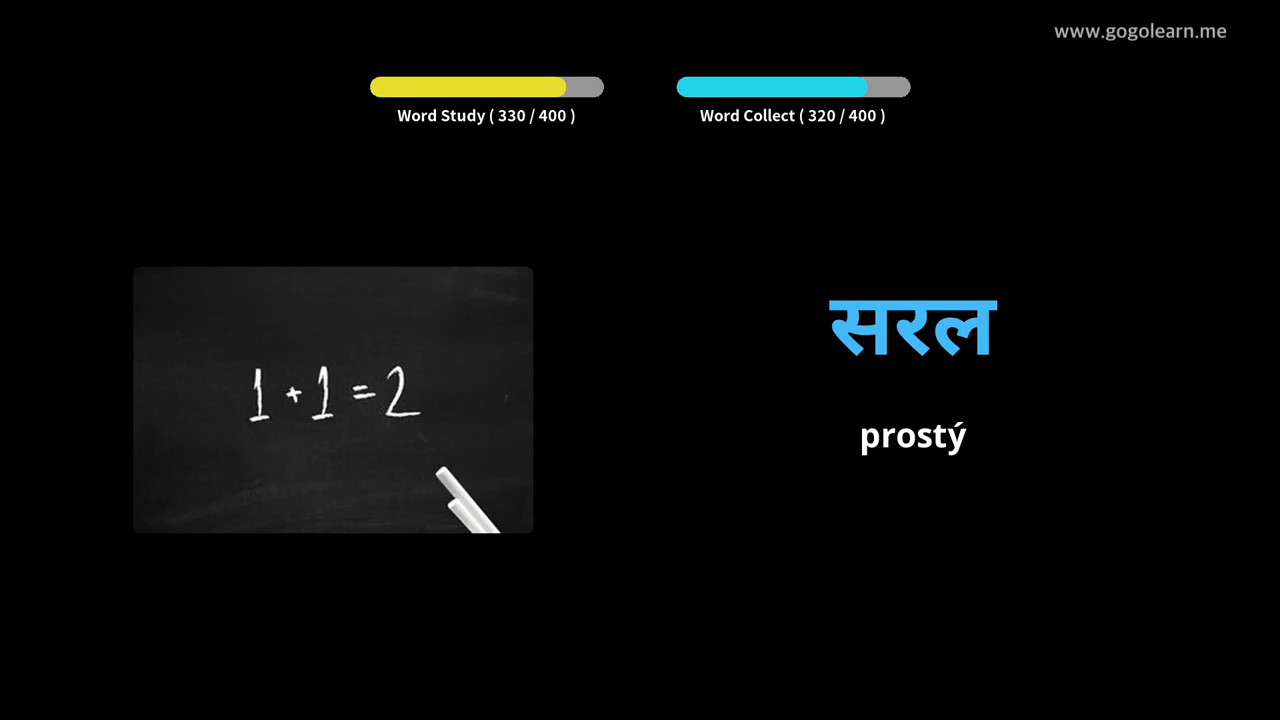 www.gogolearn.me
Word Study ( 330 / 400 )
Word Collect ( 320 / 400 )
1 + 1 = 2
सरल
prostý